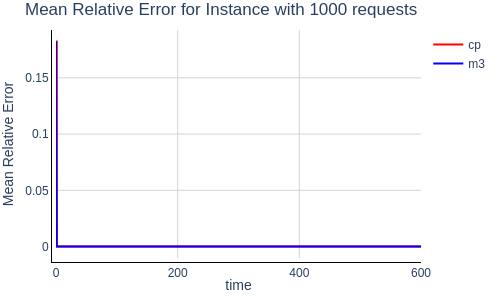 Mean Relative Error for Instance with 1000 requests
cp
m3
Mean Relative Error
0.15
0.1
0.05
0
0
200
400
600
time